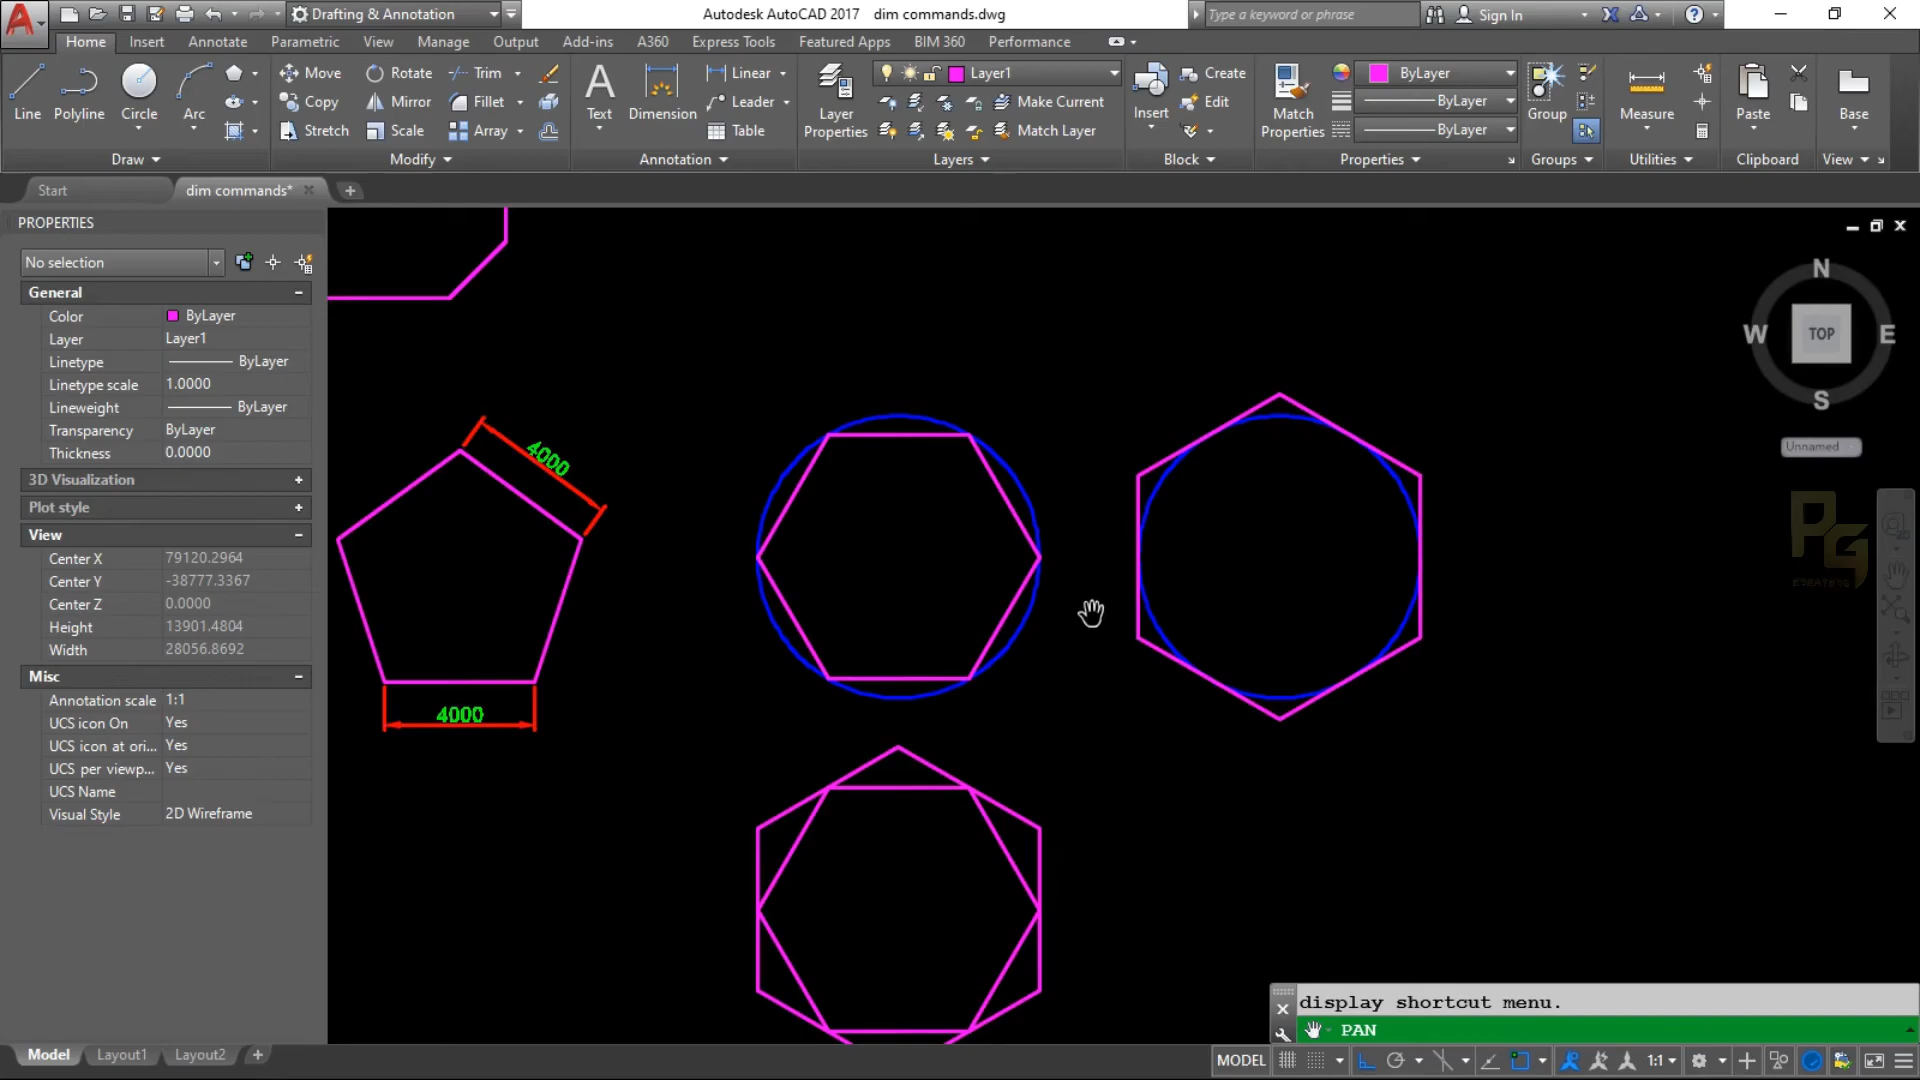 Drafting & Annotation
Autodesk AutoCAD 2017 dim commands.dwg
Type a keyword or phrase
Sign In
Home Insert Annotate Parametric View Manage Output Add-ins A360 Express Tools Featured Apps BIM 360 Performance
Line Polyline Circle Arc
Move Rotate Trim
Copy Mirror Fillet
Stretch Scale Array
Text Dimension
Linear
Leader
Table
Layer Properties
Layer1
Make Current
Match Layer
Insert
Create
Edit
Match Properties
ByLayer
ByLayer
ByLayer
Group
Measure
Paste
Base
Draw Modify Annotation Layers Block Properties Groups Utilities Clipboard View
Start dim commands*
PROPERTIES
No selection
General
Color ByLayer
Layer Layer1
Linetype ByLayer
Linetype scale 1.0000
Lineweight ByLayer
Transparency ByLayer
Thickness 0.0000
3D Visualization
Plot style
View
Center X 79120.2964
Center Y -38777.3367
Center Z 0.0000
Height 13901.4804
Width 28056.8692
Misc
Annotation scale 1:1
UCS icon On Yes
UCS icon at ori... Yes
UCS per viewp... Yes
UCS Name
Visual Style 2D Wireframe
4000
4000
N
W TOP E
S
Unnamed
PG
display shortcut menu.
PAN
Model Layout1 Layout2
MODEL 1:1